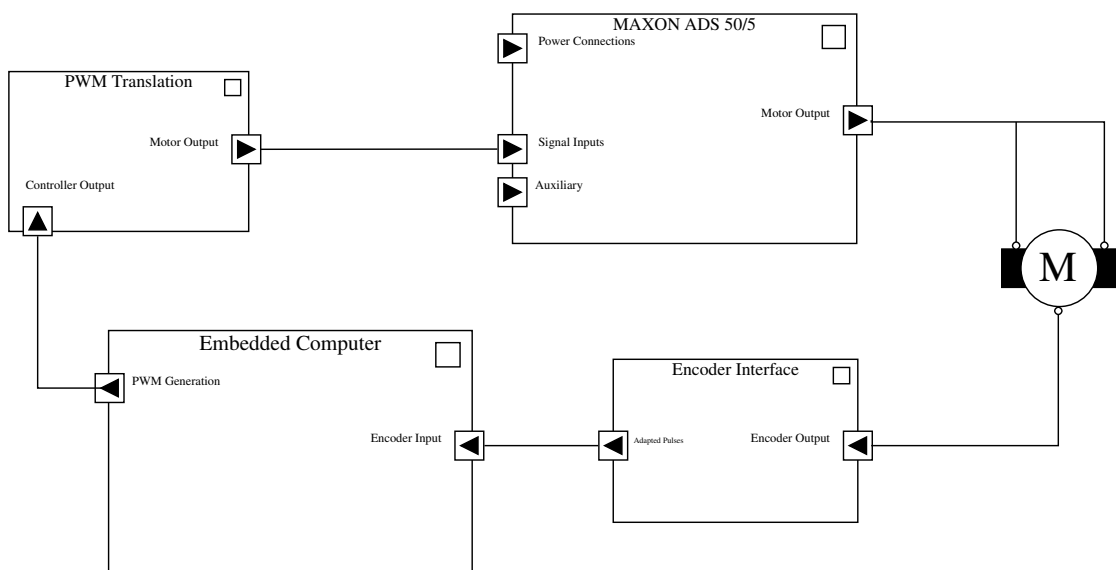 MAXON ADS 50/5
Power Connections
PWM Translation
Motor Output
Motor Output
Signal Inputs
Controller Output
Auxiliary
M
Embedded Computer
PWM Generation
Encoder Input
Encoder Interface
Adapted Pulses
Encoder Output